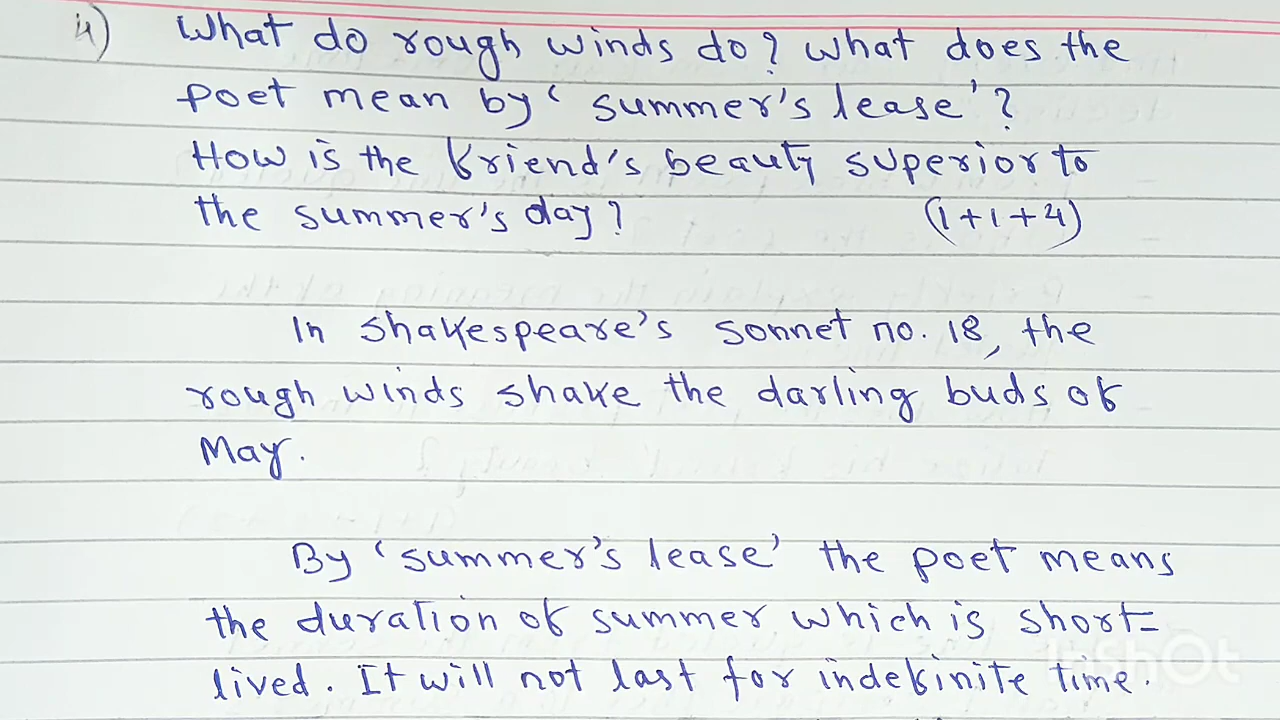 4) What do rough winds do? What does the
poet mean by 'summer's lease'?
How is the friend's beauty superior to
the summer's day? (1+1+4)
In Shakespeare's sonnet no. 18, the
rough winds shake the darling buds of
May.
By 'summer's lease' the poet means
the duration of summer which is short=
lived. It will not last for indefinite time.
InShOt